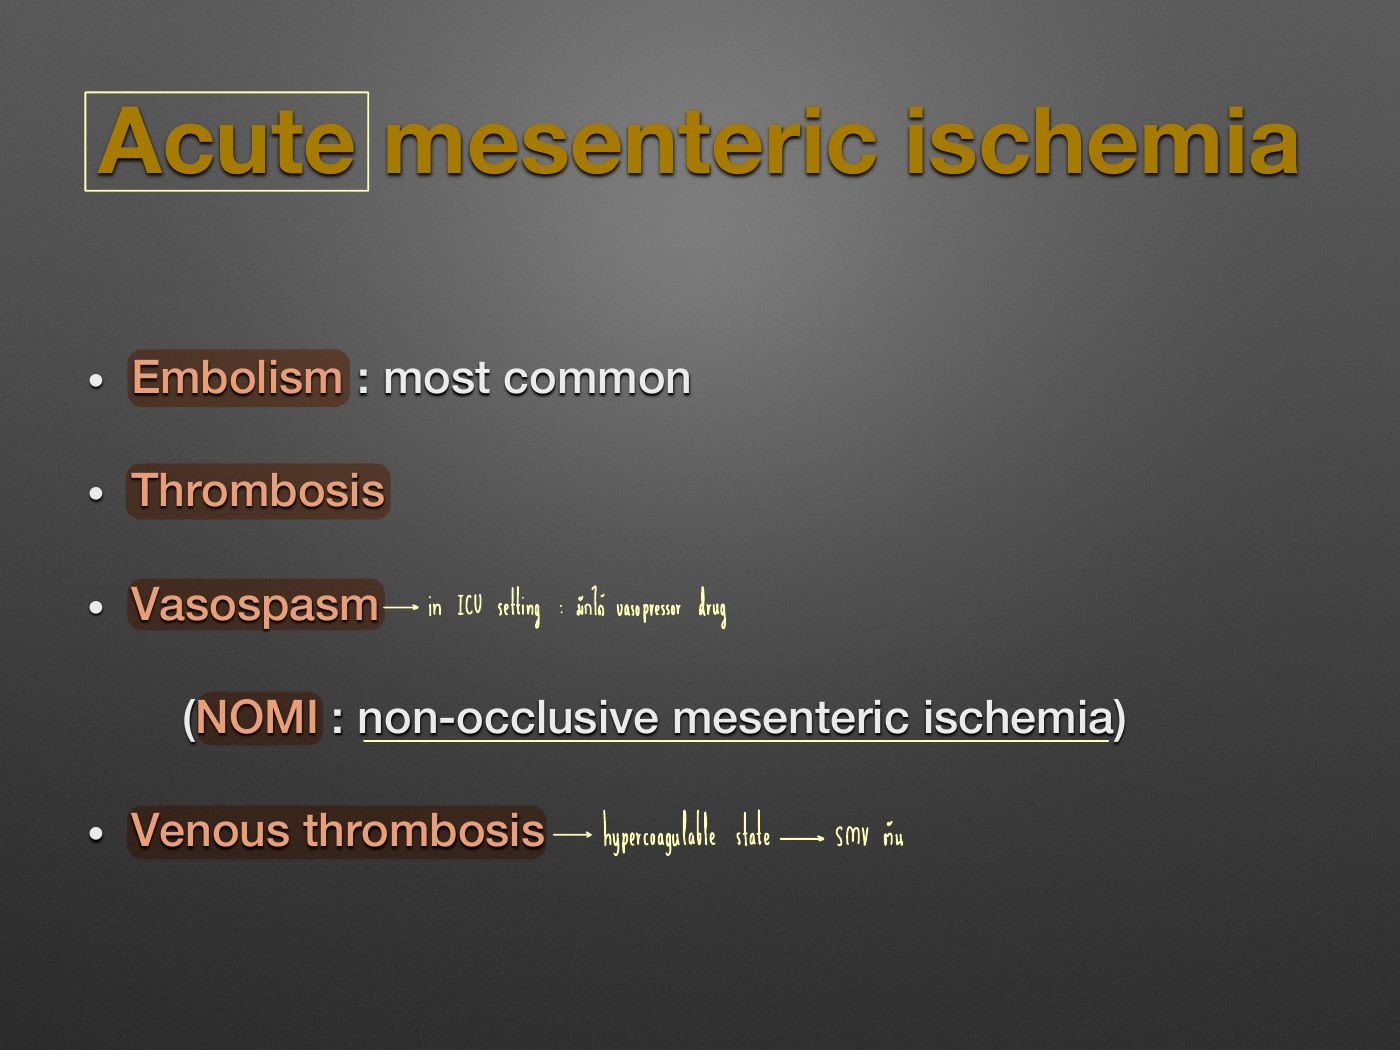 Acute mesenteric ischemia
• Embolism : most common
• Thrombosis
• Vasospasm → in ICU setting : มักได้ vasopressor drug
(NOMI : non-occlusive mesenteric ischemia)
• Venous thrombosis → hypercoagulable state → SMV ตัน